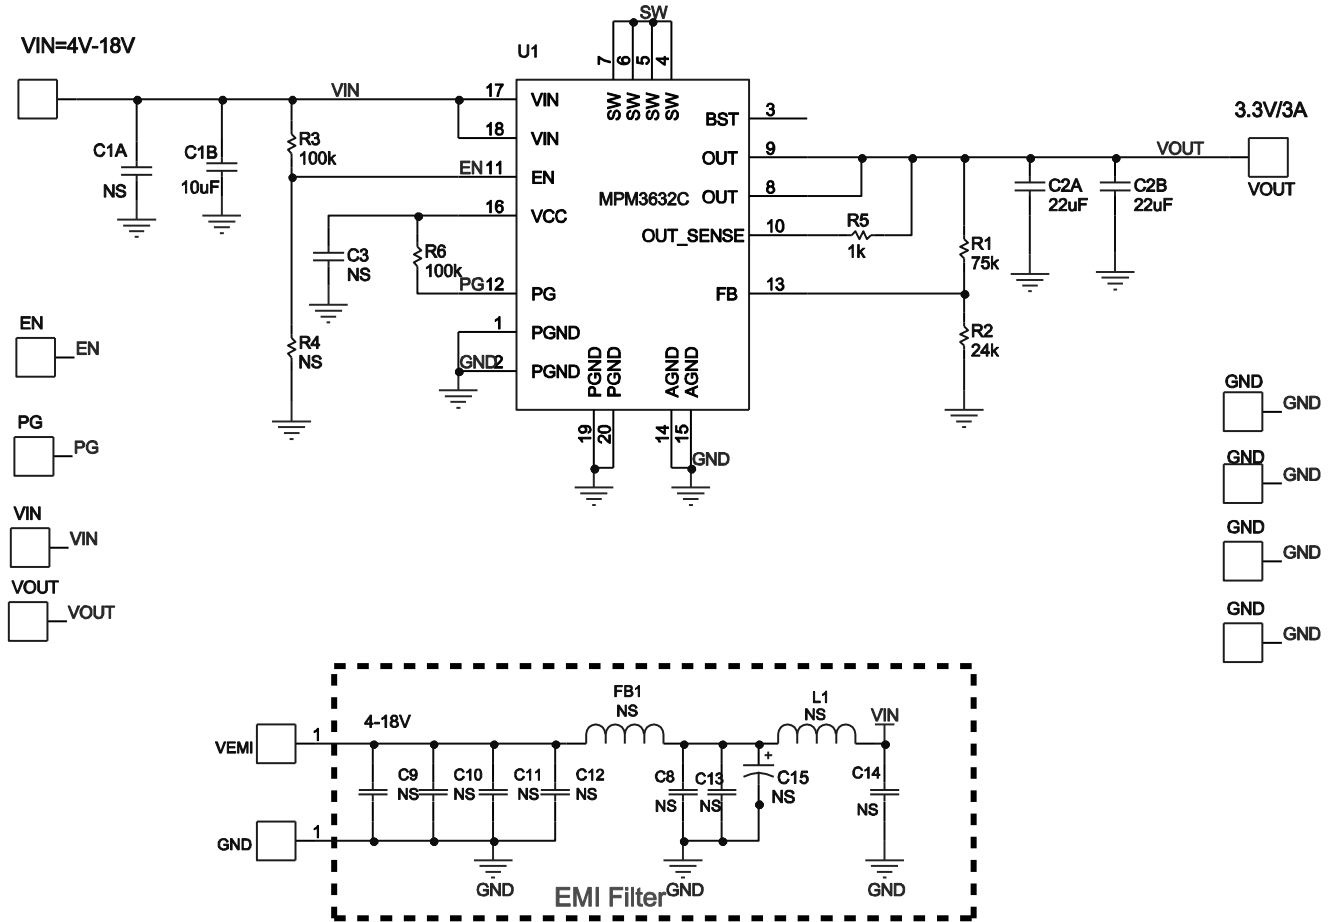 SW
VIN=4V-18V
U1
7 6 5 4
VIN 17 VIN
SW SW SW SW
BST 3
3.3V/3A
18 VIN
R3
100k
C1A
NS
C1B
10uF
OUT 9
VOUT
VOUT
EN 11 EN
MPM3632C
OUT 8
C2A
22uF
C2B
22uF
16 VCC
OUT_SENSE 10
R5
1k
C3
NS
R6
100k
R1
75k
PG 12 PG
FB 13
1 PGND
R4
NS
R2
24k
GND 2 PGND
PGND PGND
AGND AGND
19 20
14 15
GND
EN
EN
PG
PG
VIN
VIN
VOUT
VOUT
GND
GND
GND
GND
GND
GND
GND
GND
FB1
NS
L1
NS
VIN
4-18V
VEMI 1
C9
NS
C10
NS
C11
NS
C12
NS
C8
NS
C13
NS
+
C15
NS
C14
NS
GND 1
GND
GND
GND
EMI Filter